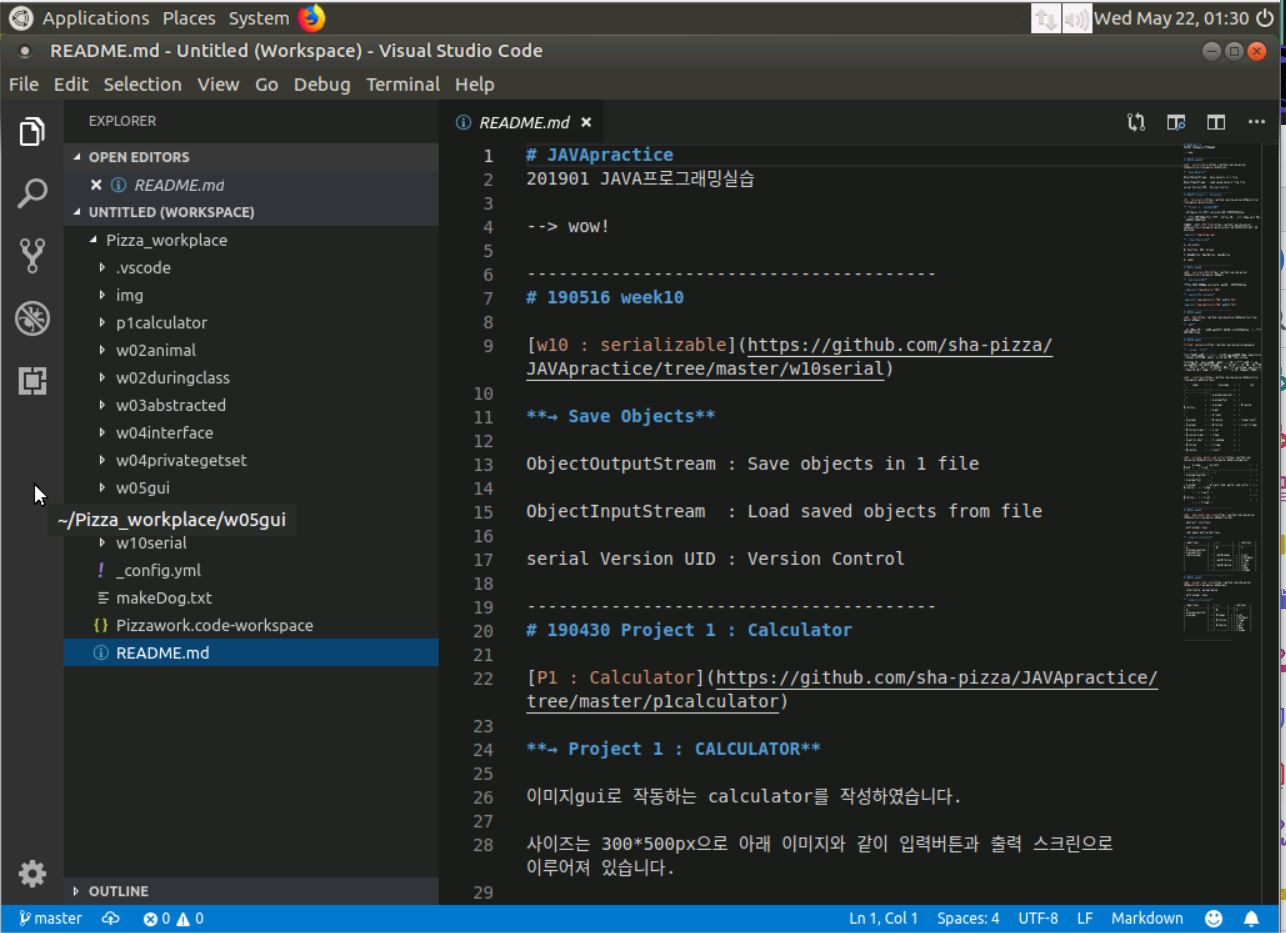 Applications Places System Wed May 22, 01:30
README.md - Untitled (Workspace) - Visual Studio Code
File Edit Selection View Go Debug Terminal Help
EXPLORER
OPEN EDITORS
README.md
UNTITLED (WORKSPACE)
Pizza_workplace
.vscode
img
p1calculator
w02animal
w02duringclass
w03abstracted
w04interface
w04privategetset
w05gui
~/Pizza_workplace/w05gui
w10serial
_config.yml
makeDog.txt
Pizzawork.code-workspace
README.md
OUTLINE
README.md
1 # JAVApractice
2 201901 JAVA프로그래밍실습
3
4 --> wow!
5
6 ---------------------------------------
7 # 190516 week10
8
9 [w10 : serializable](https://github.com/sha-pizza/
JAVApractice/tree/master/w10serial)
10
11 **→ Save Objects**
12
13 ObjectOutputStream : Save objects in 1 file
14
15 ObjectInputStream  : Load saved objects from file
16
17 serial Version UID : Version Control
18
19 ---------------------------------------
20 # 190430 Project 1 : Calculator
21
22 [P1 : Calculator](https://github.com/sha-pizza/JAVApractice/
tree/master/p1calculator)
23
24 **→ Project 1 : CALCULATOR**
25
26 이미지gui로 작동하는 calculator를 작성하였습니다.
27
28 사이즈는 300*500px으로 아래 이미지와 같이 입력버튼과 출력 스크린으로
이루어져 있습니다.
29
master 0 0 Ln 1, Col 1 Spaces: 4 UTF-8 LF Markdown